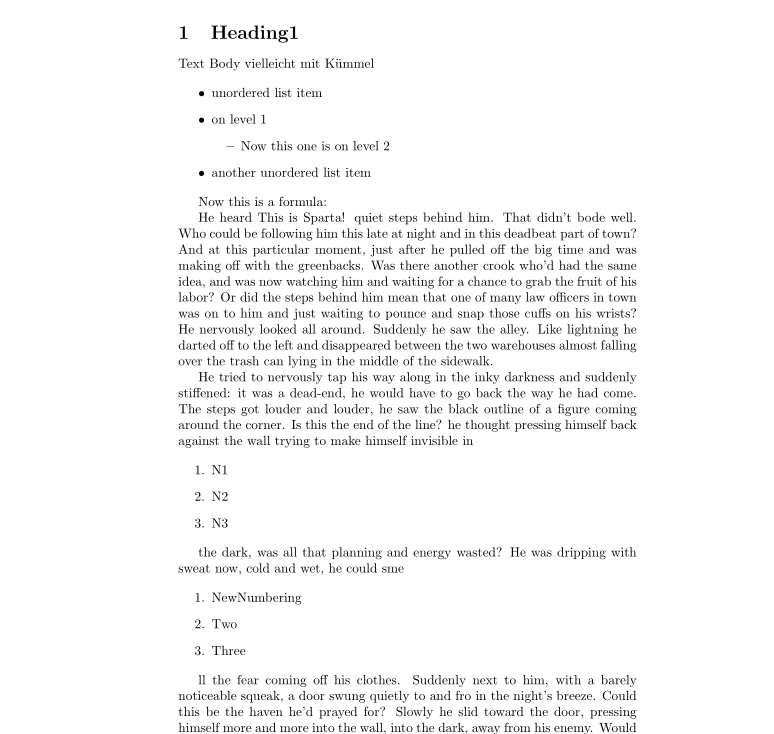 1 Heading1
Text Body vielleicht mit Kümmel
• unordered list item
• on level 1
– Now this one is on level 2
• another unordered list item
Now this is a formula:
He heard This is Sparta! quiet steps behind him. That didn't bode well.
Who could be following him this late at night and in this deadbeat part of town?
And at this particular moment, just after he pulled off the big time and was
making off with the greenbacks. Was there another crook who'd had the same
idea, and was now watching him and waiting for a chance to grab the fruit of his
labor? Or did the steps behind him mean that one of many law officers in town
was on to him and just waiting to pounce and snap those cuffs on his wrists?
He nervously looked all around. Suddenly he saw the alley. Like lightning he
darted off to the left and disappeared between the two warehouses almost falling
over the trash can lying in the middle of the sidewalk.
He tried to nervously tap his way along in the inky darkness and suddenly
stiffened: it was a dead-end, he would have to go back the way he had come.
The steps got louder and louder, he saw the black outline of a figure coming
around the corner. Is this the end of the line? he thought pressing himself back
against the wall trying to make himself invisible in
1. N1
2. N2
3. N3
the dark, was all that planning and energy wasted? He was dripping with
sweat now, cold and wet, he could sme
1. NewNumbering
2. Two
3. Three
ll the fear coming off his clothes. Suddenly next to him, with a barely
noticeable squeak, a door swung quietly to and fro in the night's breeze. Could
this be the haven he'd prayed for? Slowly he slid toward the door, pressing
himself more and more into the wall, into the dark, away from his enemy. Would